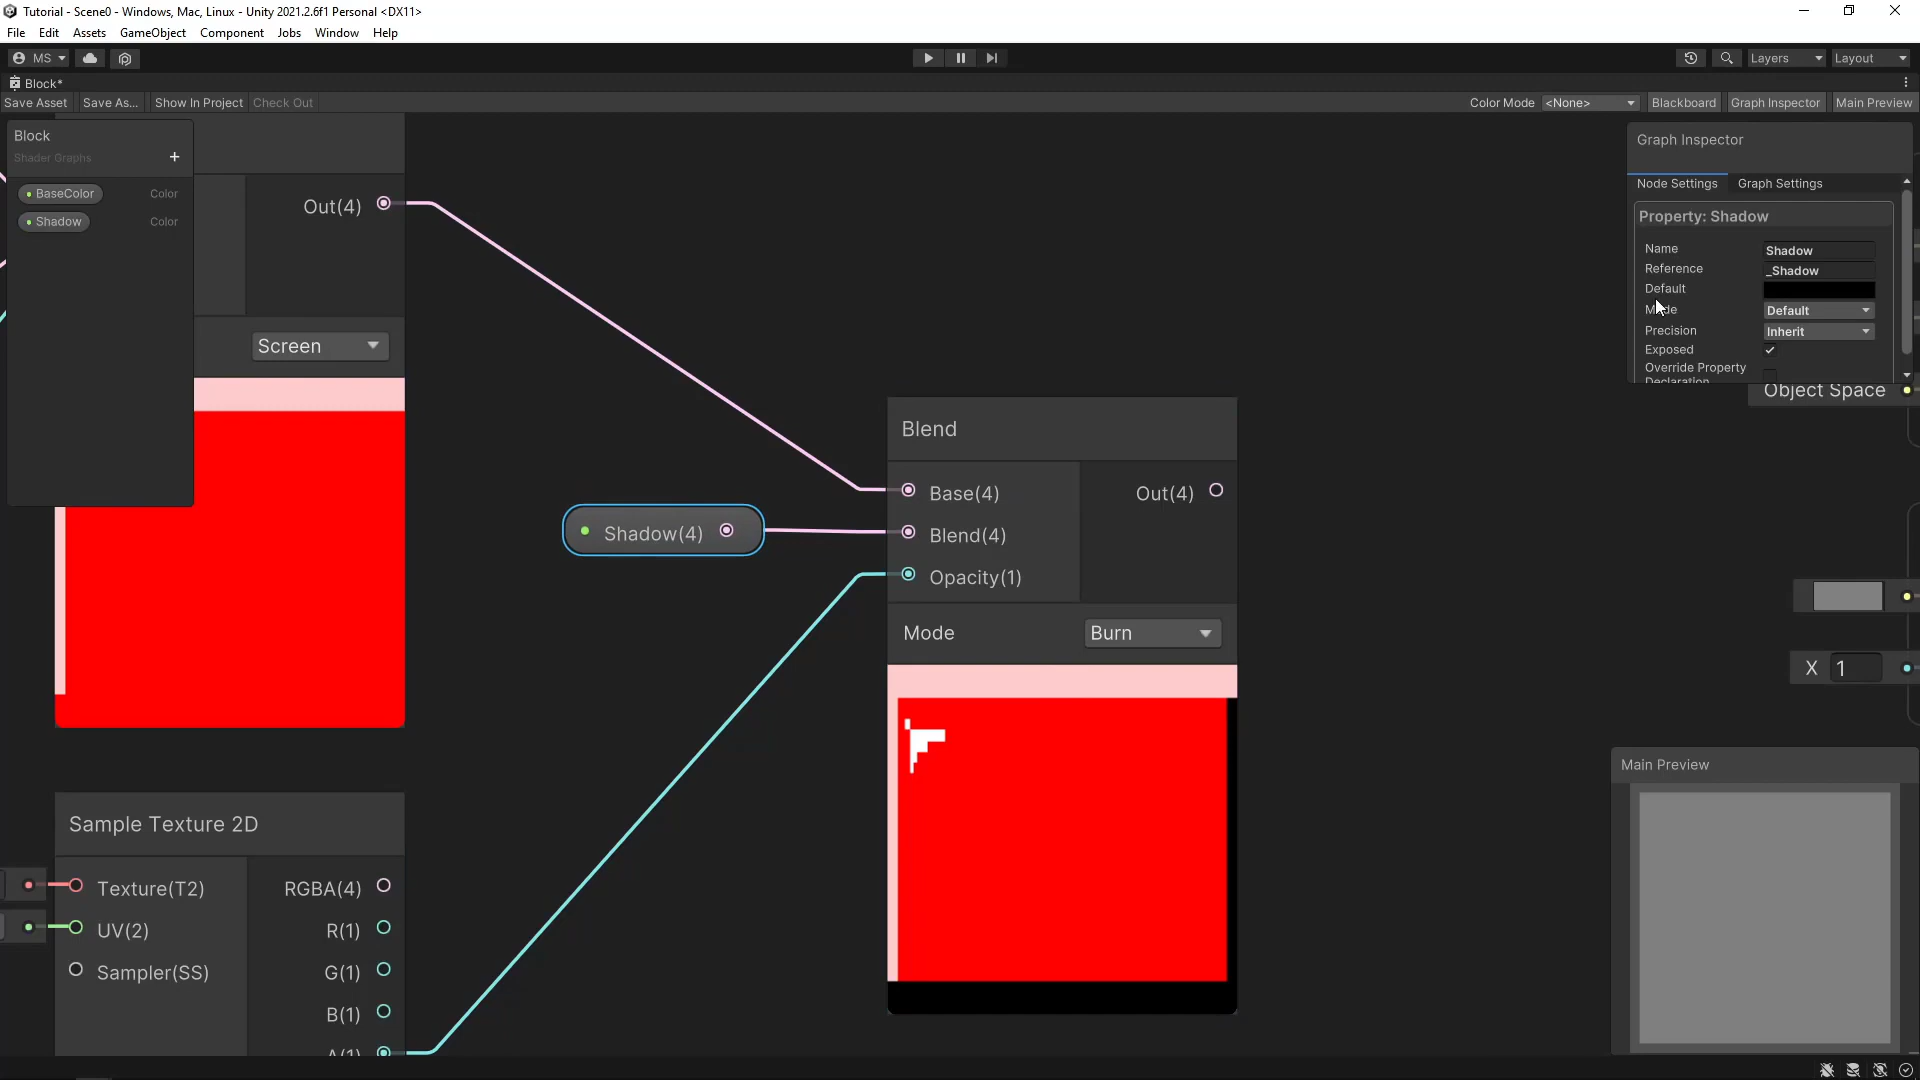 Tutorial - Scene0 - Windows, Mac, Linux - Unity 2021.2.6f1 Personal <DX11>
File Edit Assets GameObject Component Jobs Window Help
MS Layers Layout
Block*
Save Asset Save As... Show In Project Check Out Color Mode <None> Blackboard Graph Inspector Main Preview
Block
Shader Graphs
+
BaseColor Color
Shadow Color
Out(4)
Screen
Graph Inspector
Node Settings Graph Settings
Property: Shadow
Name Shadow
Reference _Shadow
Default
Mode Default
Precision Inherit
Exposed
Override Property
Declaration
Object Space
Blend
Base(4) Out(4)
Shadow(4) Blend(4)
Opacity(1)
Mode Burn
X 1
Main Preview
Sample Texture 2D
Texture(T2) RGBA(4)
UV(2) R(1)
Sampler(SS) G(1)
B(1)
A(1)